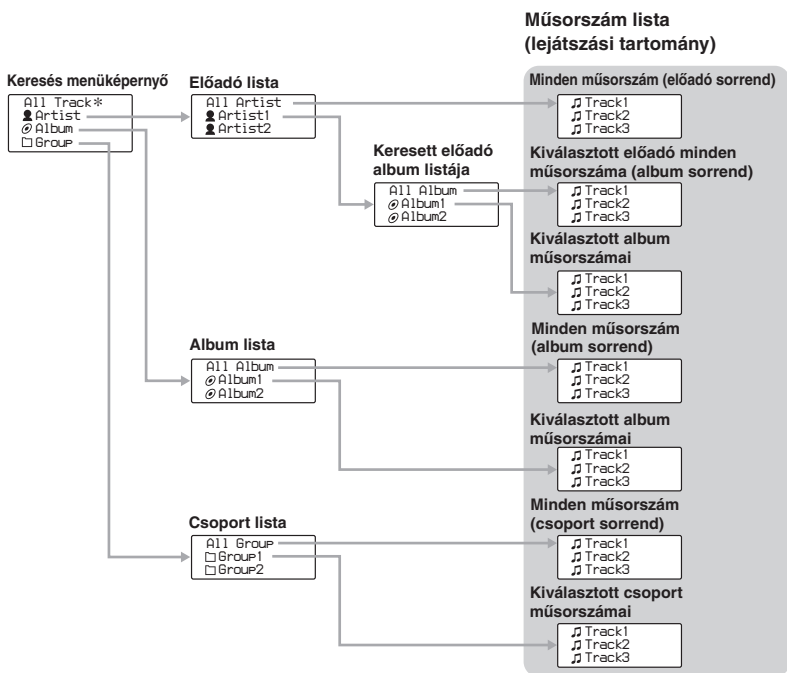 Műsorszám lista
(lejátszási tartomány)
Keresés menüképernyő
All Track*
Artist
Album
Group
Előadó lista
All Artist
Artist1
Artist2
Minden műsorszám (előadó sorrend)
Track1
Track2
Track3
Keresett előadó
album listája
All Album
Album1
Album2
Kiválasztott előadó minden
műsorszáma (album sorrend)
Track1
Track2
Track3
Kiválasztott album
műsorszámai
Track1
Track2
Track3
Album lista
All Album
Album1
Album2
Minden műsorszám
(album sorrend)
Track1
Track2
Track3
Kiválasztott album
műsorszámai
Track1
Track2
Track3
Csoport lista
All Group
Group1
Group2
Minden műsorszám
(csoport sorrend)
Track1
Track2
Track3
Kiválasztott csoport
műsorszámai
Track1
Track2
Track3